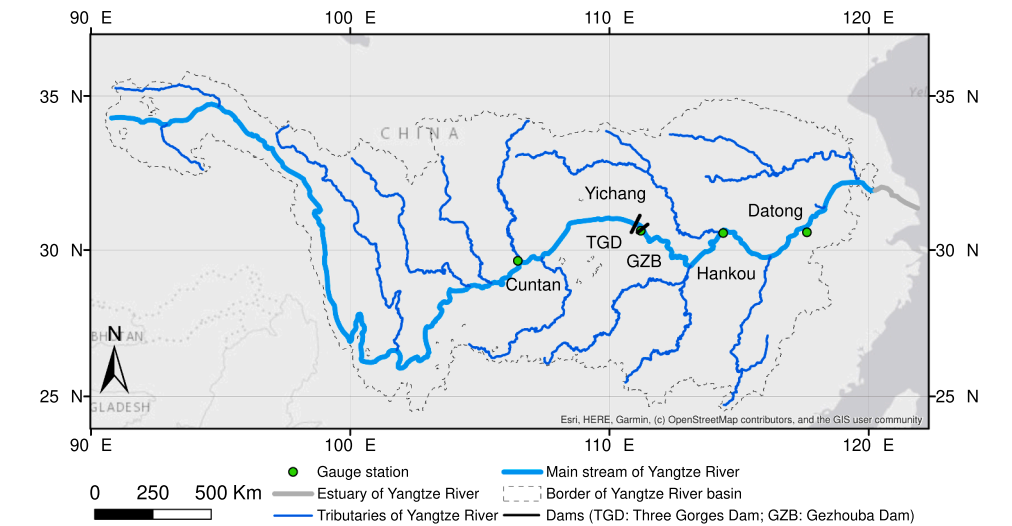 90 E 100 E 110 E 120 E
35 N 35 N
Ye
CHINA
Yichang
Datong
30 N 30 N
TGD
GZB
Hankou
Cuntan
N
BHUTAN
25 N 25 N
GLADESH
Esri, HERE, Garmin, (c) OpenStreetMap contributors, and the GIS user community
90 E 100 E 110 E 120 E
Gauge station Main stream of Yangtze River
0 250 500 Km Estuary of Yangtze River Border of Yangtze River basin
Tributaries of Yangtze River Dams (TGD: Three Gorges Dam; GZB: Gezhouba Dam)